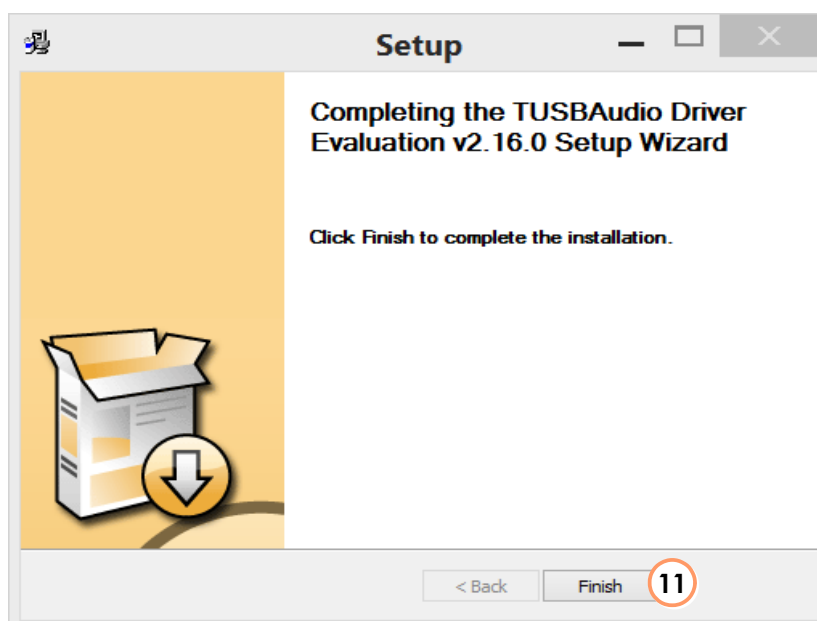 Setup
Completing the TUSBAudio Driver
Evaluation v2.16.0 Setup Wizard
Click Finish to complete the installation.
< Back
Finish
11